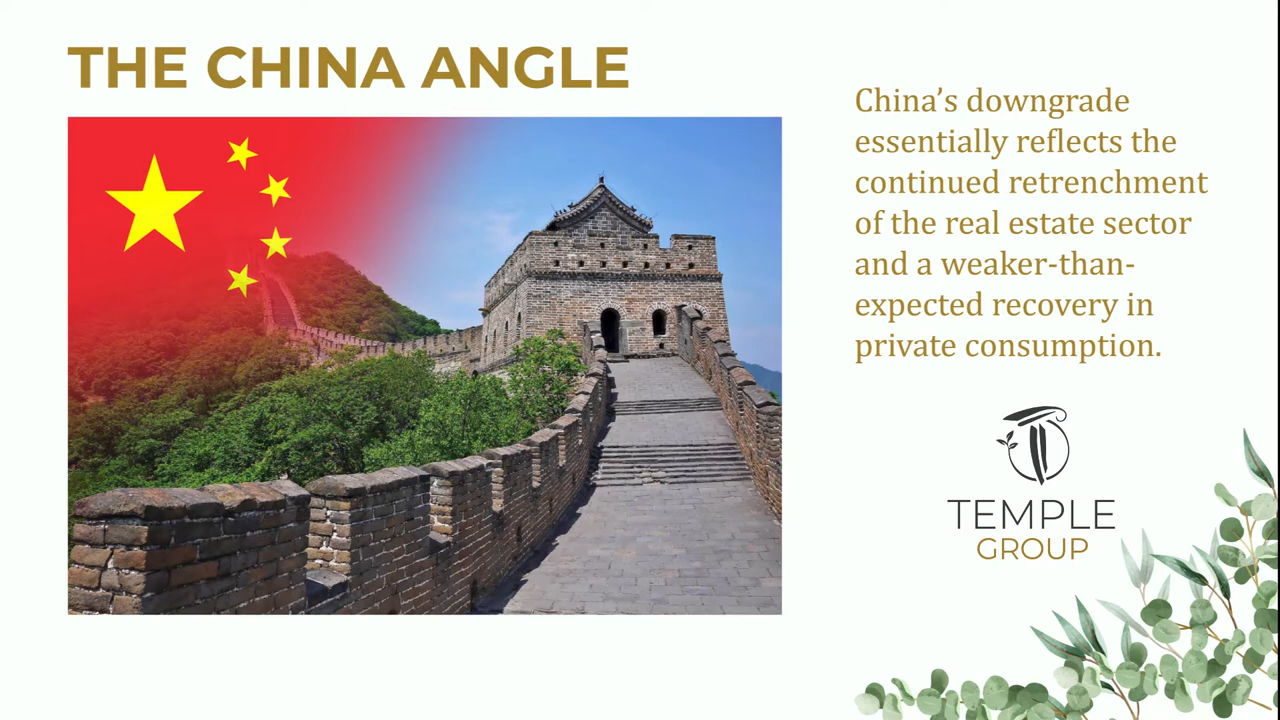 THE CHINA ANGLE
China’s downgrade
essentially reflects the
continued retrenchment
of the real estate sector
and a weaker-than-
expected recovery in
private consumption.
TEMPLE
GROUP